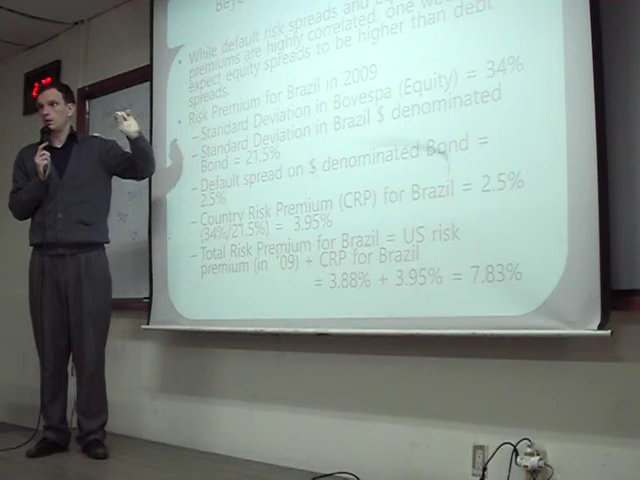 Beyo
• While default risk spreads and eq
premiums are highly correlated, one wou
expect equity spreads to be higher than debt
spreads.
• Risk Premium for Brazil in 2009
– Standard Deviation in Bovespa (Equity) = 34%
– Standard Deviation in Brazil $ denominated
Bond = 21.5%
– Default spread on $ denominated Bond =
2.5%
– Country Risk Premium (CRP) for Brazil = 2.5%
(34%/21.5%) = 3.95%
– Total Risk Premium for Brazil = US risk
premium (in '09) + CRP for Brazil
= 3.88% + 3.95% = 7.83%